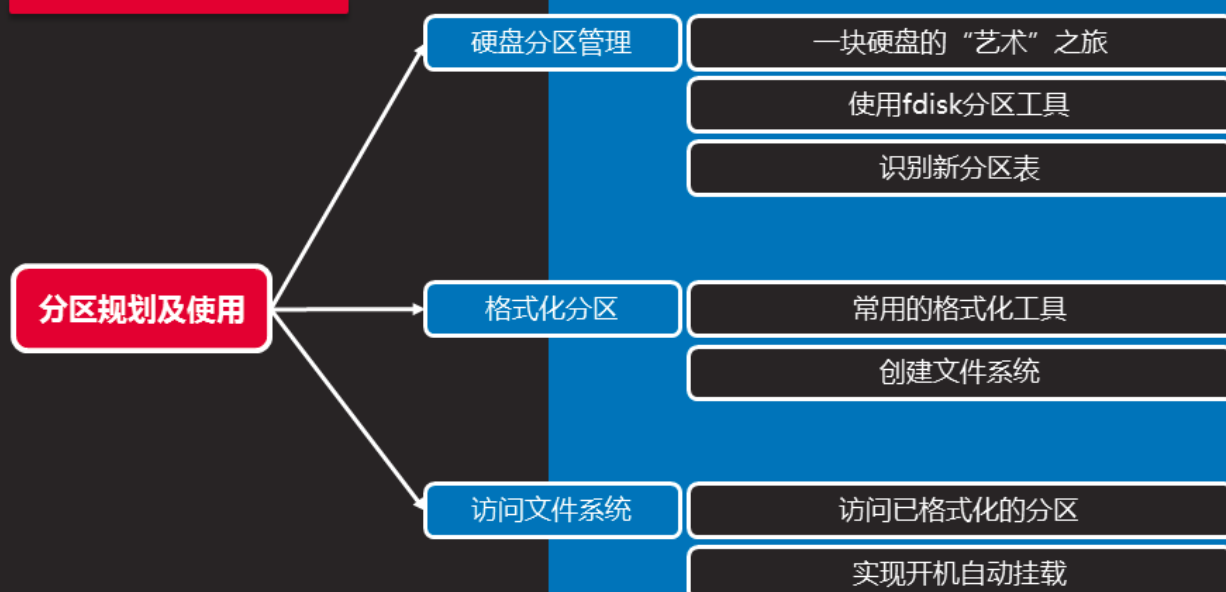 分区规划及使用
硬盘分区管理
一块硬盘的“艺术”之旅
使用fdisk分区工具
识别新分区表
格式化分区
常用的格式化工具
创建文件系统
访问文件系统
访问已格式化的分区
实现开机自动挂载